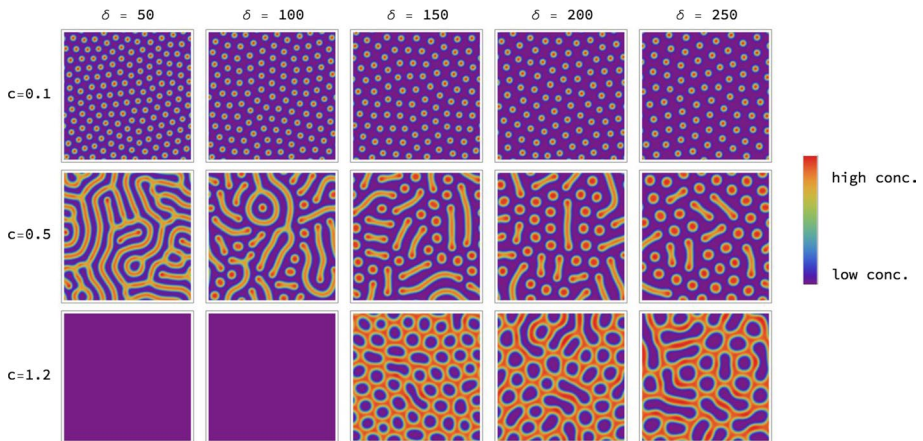 δ = 50 δ = 100 δ = 150 δ = 200 δ = 250
c=0.1
high conc.
c=0.5
low conc.
c=1.2